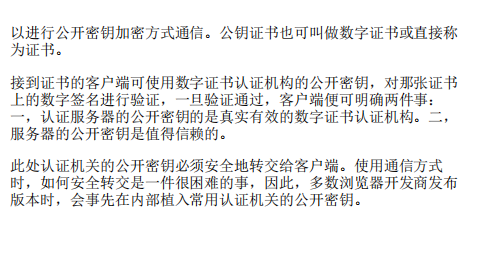 以进行公开密钥加密方式通信。公钥证书也可叫做数字证书或直接称
为证书。
接到证书的客户端可使用数字证书认证机构的公开密钥，对那张证书
上的数字签名进行验证，一旦验证通过，客户端便可明确两件事：
一，认证服务器的公开密钥的是真实有效的数字证书认证机构。二，
服务器的公开密钥是值得信赖的。
此处认证机关的公开密钥必须安全地转交给客户端。使用通信方式
时，如何安全转交是一件很困难的事，因此，多数浏览器开发商发布
版本时，会事先在内部植入常用认证机关的公开密钥。